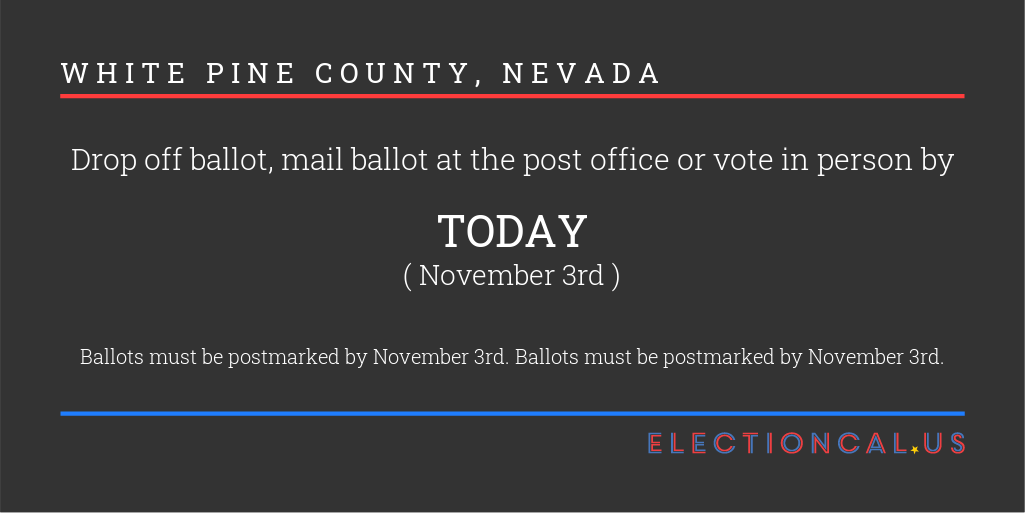 WHITE PINE COUNTY, NEVADA
Drop off ballot, mail ballot at the post office or vote in person by
TODAY
( November 3rd )
Ballots must be postmarked by November 3rd. Ballots must be postmarked by November 3rd.
ELECTIONCAL.US